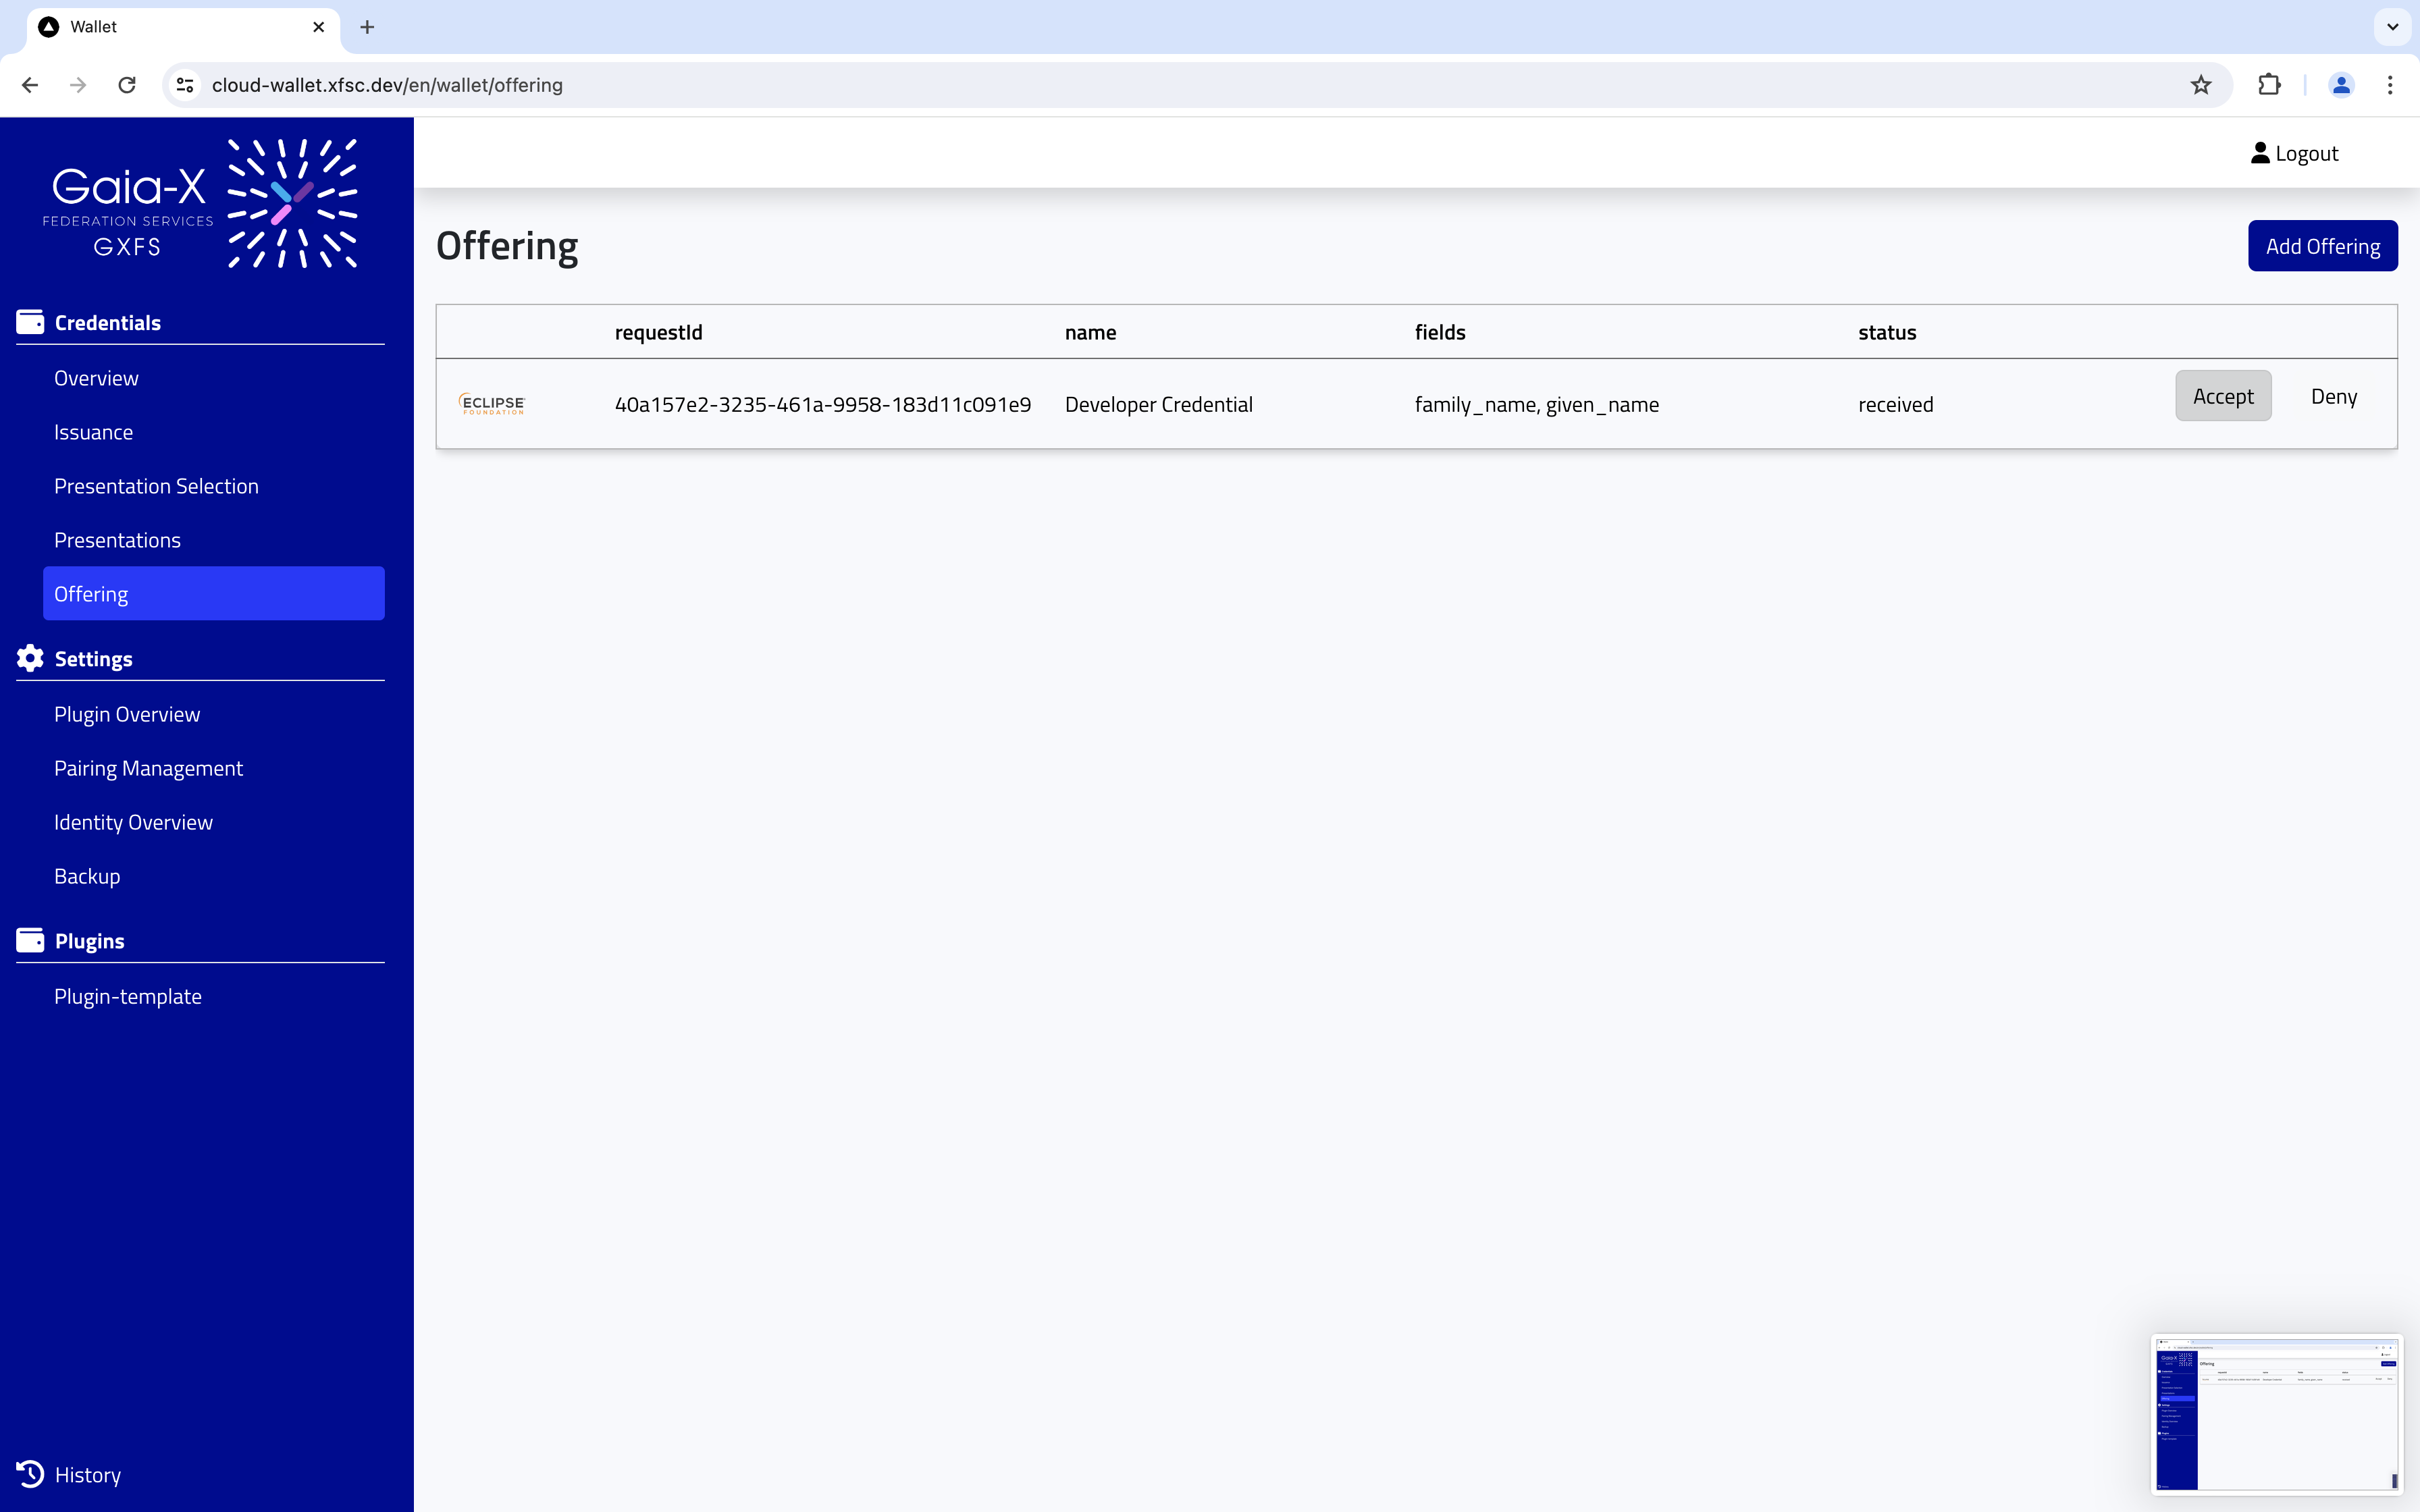 Wallet
cloud-wallet.xfsc.dev/en/wallet/offering
Gaia-X
FEDERATION SERVICES
GXFS
Logout
Offering
Add Offering
Credentials
Overview
Issuance
Presentation Selection
Presentations
Offering
Settings
Plugin Overview
Pairing Management
Identity Overview
Backup
Plugins
Plugin-template
History
requestId name fields status
ECLIPSE
FOUNDATION
40a157e2-3235-461a-9958-183d11c091e9 Developer Credential family_name, given_name received Accept Deny